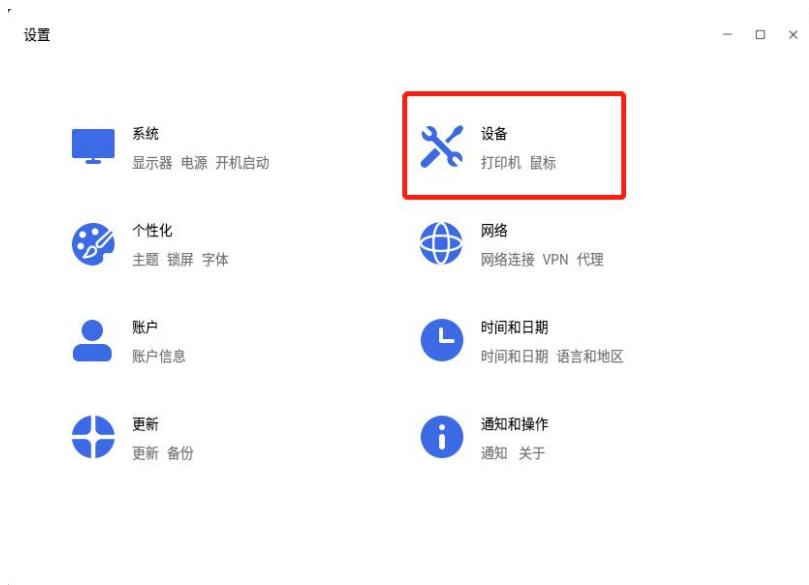 设置
系统
显示器 电源 开机启动
设备
打印机 鼠标
个性化
主题 锁屏 字体
网络
网络连接 VPN 代理
账户
账户信息
时间和日期
时间和日期 语言和地区
更新
更新 备份
通知和操作
通知 关于